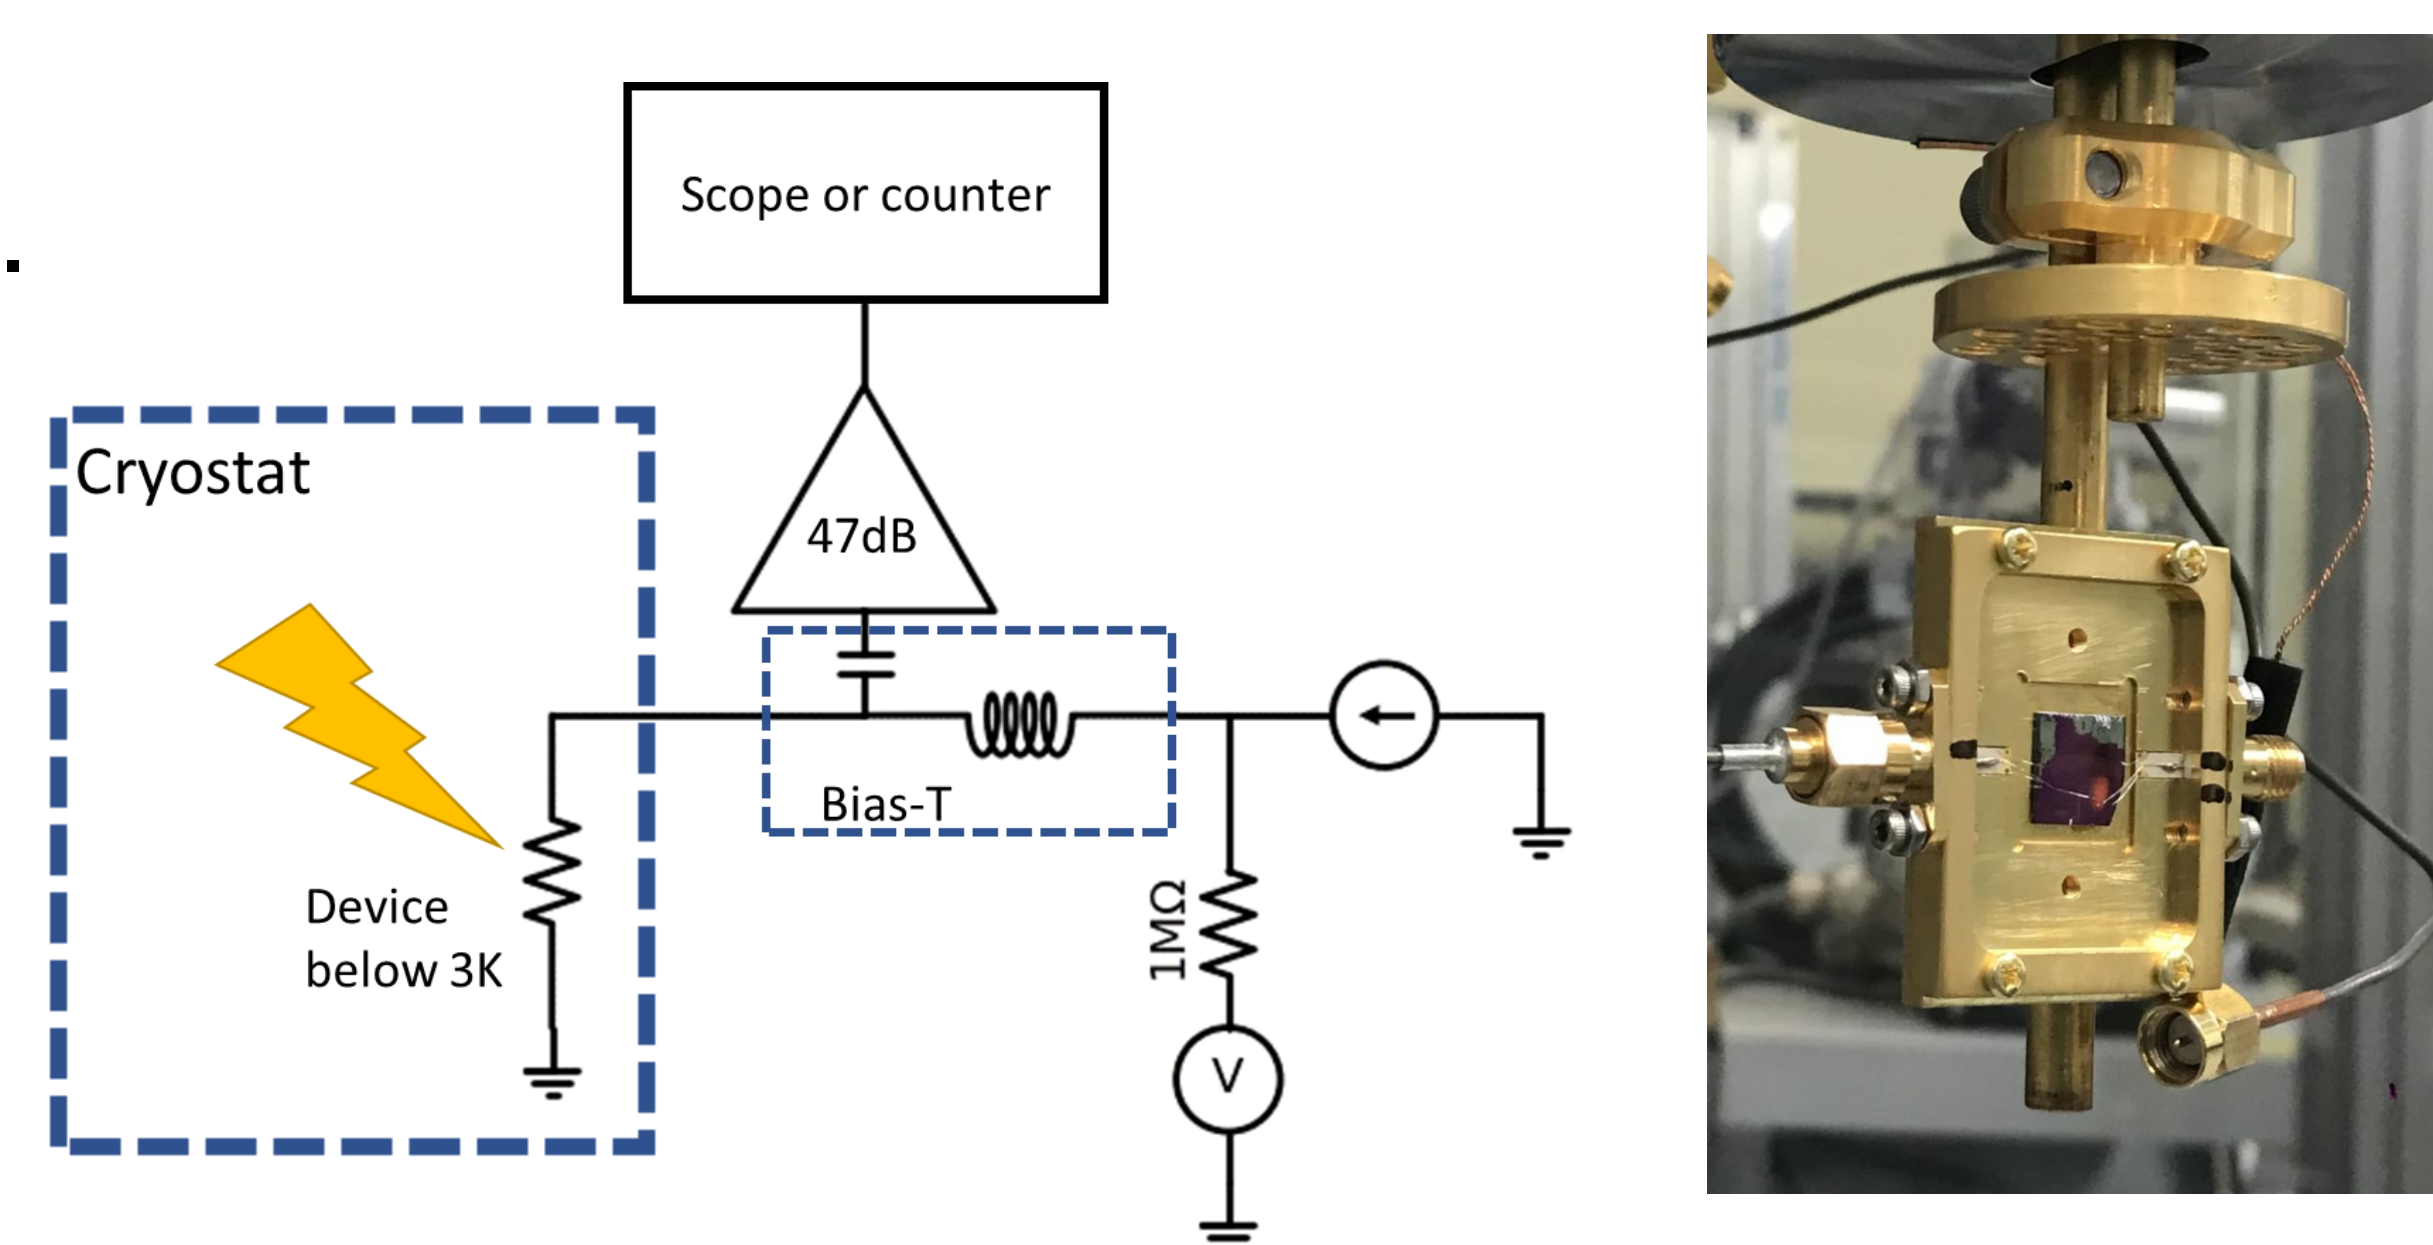 Scope or counter
Cryostat
47dB
Bias-T
Device
below 3K
1MΩ
V